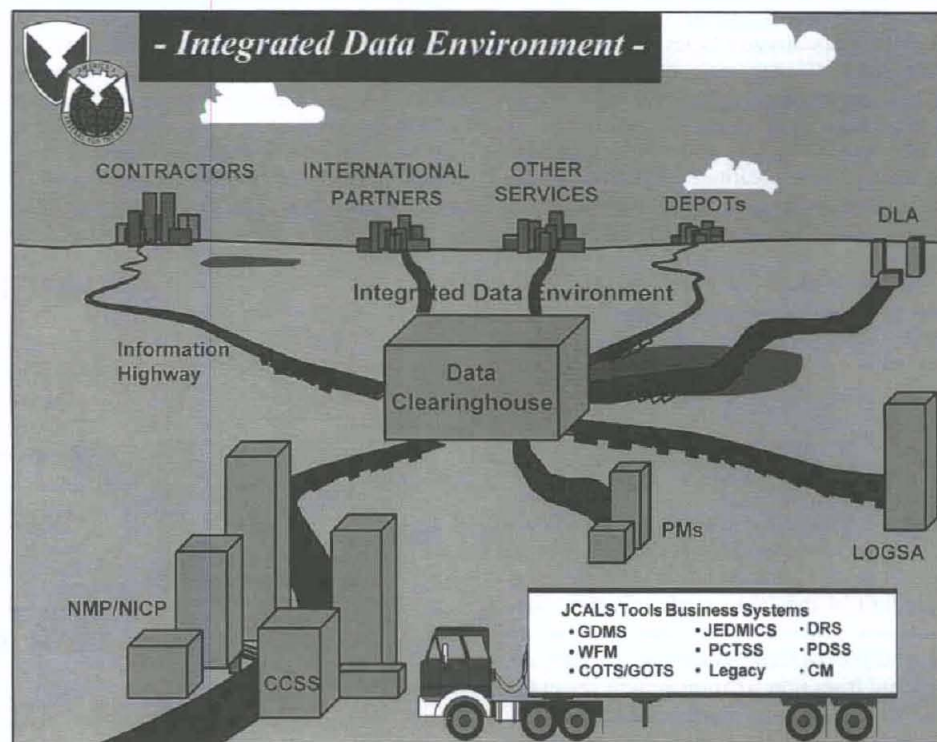 - Integrated Data Environment -
CONTRACTORS
INTERNATIONAL
PARTNERS
OTHER
SERVICES
DEPOTs
DLA
Integrated Data Environment
Information
Highway
Data
Clearinghouse
PMs
LOGSA
NMP/NICP
CCSS
JCALS Tools Business Systems
• GDMS • JEDMICS • DRS
• WFM • PCTSS • PDSS
• COTS/GOTS • Legacy • CM